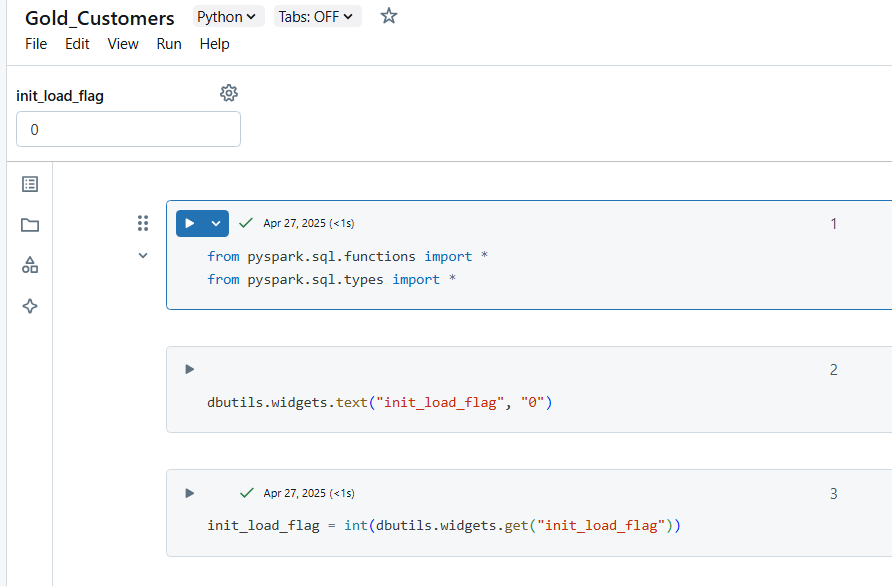 Gold_Customers Python Tabs: OFF
File Edit View Run Help
init_load_flag
0
Apr 27, 2025 (<1s) 1
from pyspark.sql.functions import *
from pyspark.sql.types import *
2
dbutils.widgets.text("init_load_flag", "0")
Apr 27, 2025 (<1s) 3
init_load_flag = int(dbutils.widgets.get("init_load_flag"))